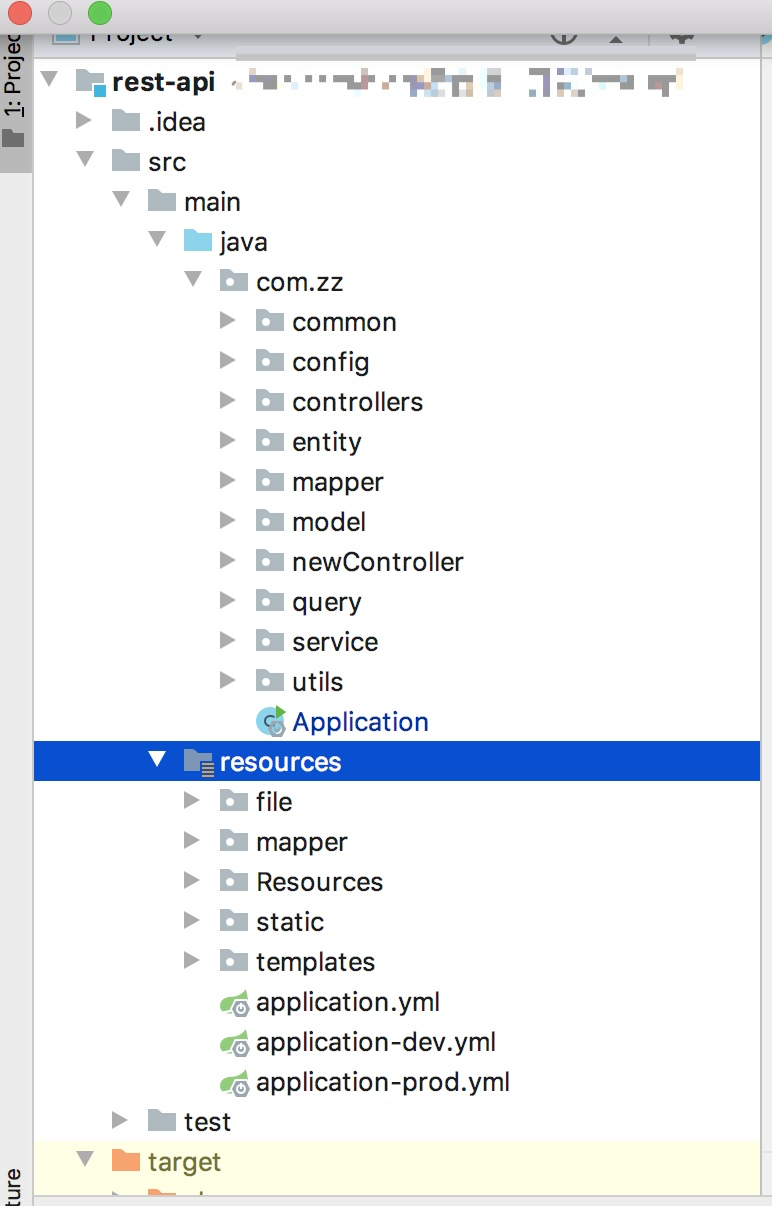 Project
1: Projec
rest-api
.idea
src
main
java
com.zz
common
config
controllers
entity
mapper
model
newController
query
service
utils
Application
resources
file
mapper
Resources
static
templates
application.yml
application-dev.yml
application-prod.yml
test
target
ture